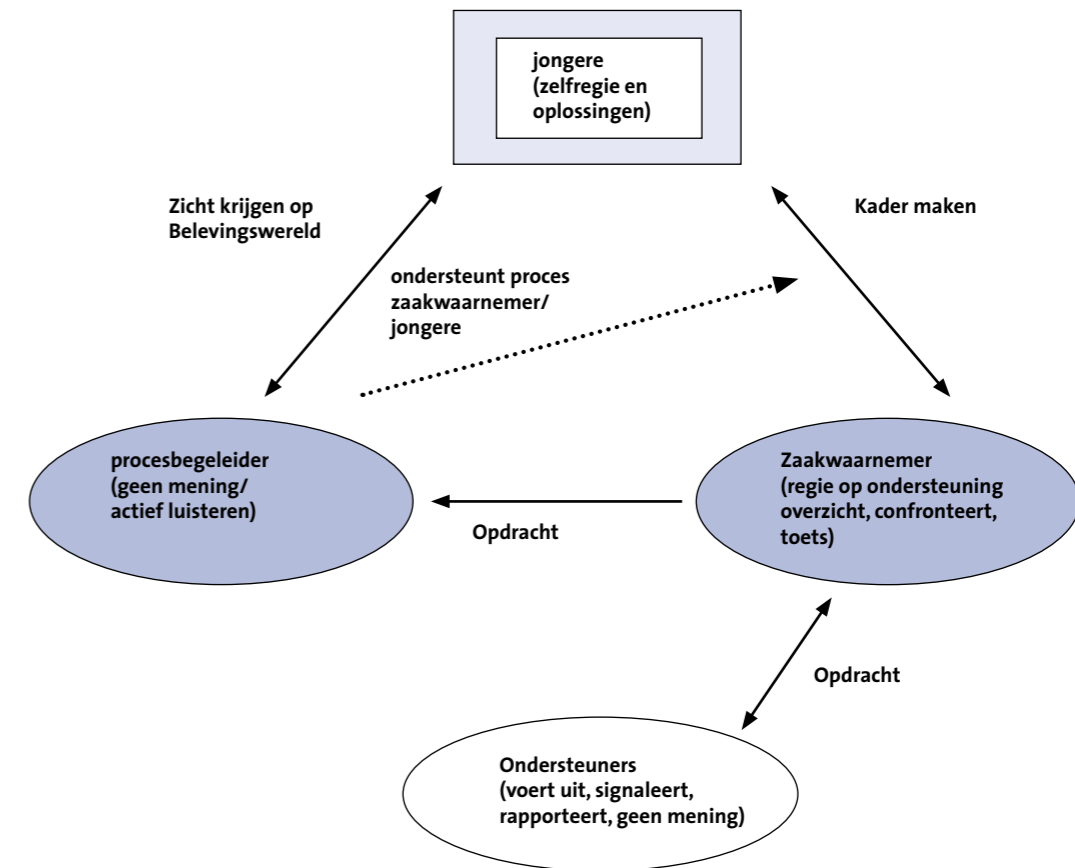 jongere
(zelfregie en
oplossingen)
Zicht krijgen op
Belevingswereld
Kader maken
ondersteunt proces
zaakwaarnemer/
jongere
procesbegeleider
(geen mening/
actief luisteren)
Zaakwaarnemer
(regie op ondersteuning
overzicht, confronteert,
toets)
Opdracht
Opdracht
Ondersteuners
(voert uit, signaleert,
rapporteert, geen mening)